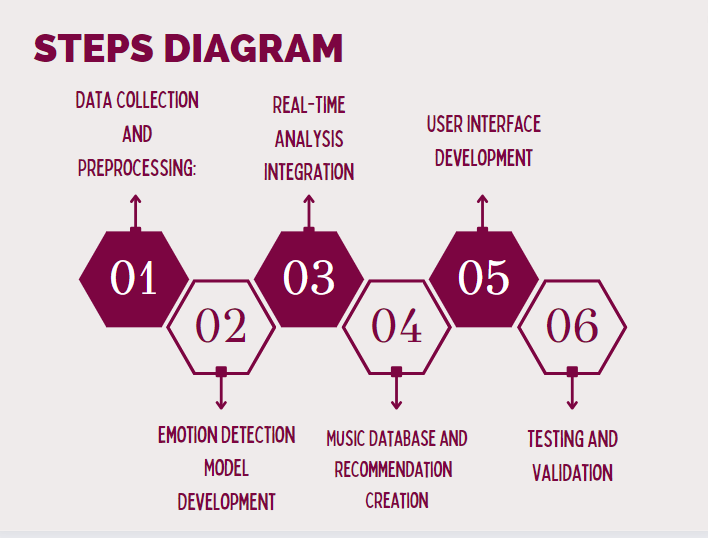 STEPS DIAGRAM
DATA COLLECTION
AND
PREPROCESSING:
REAL-TIME
ANALYSIS
INTEGRATION
USER INTERFACE
DEVELOPMENT
01
02
03
04
05
06
EMOTION DETECTION
MODEL
DEVELOPMENT
MUSIC DATABASE AND
RECOMMENDATION
CREATION
TESTING AND
VALIDATION